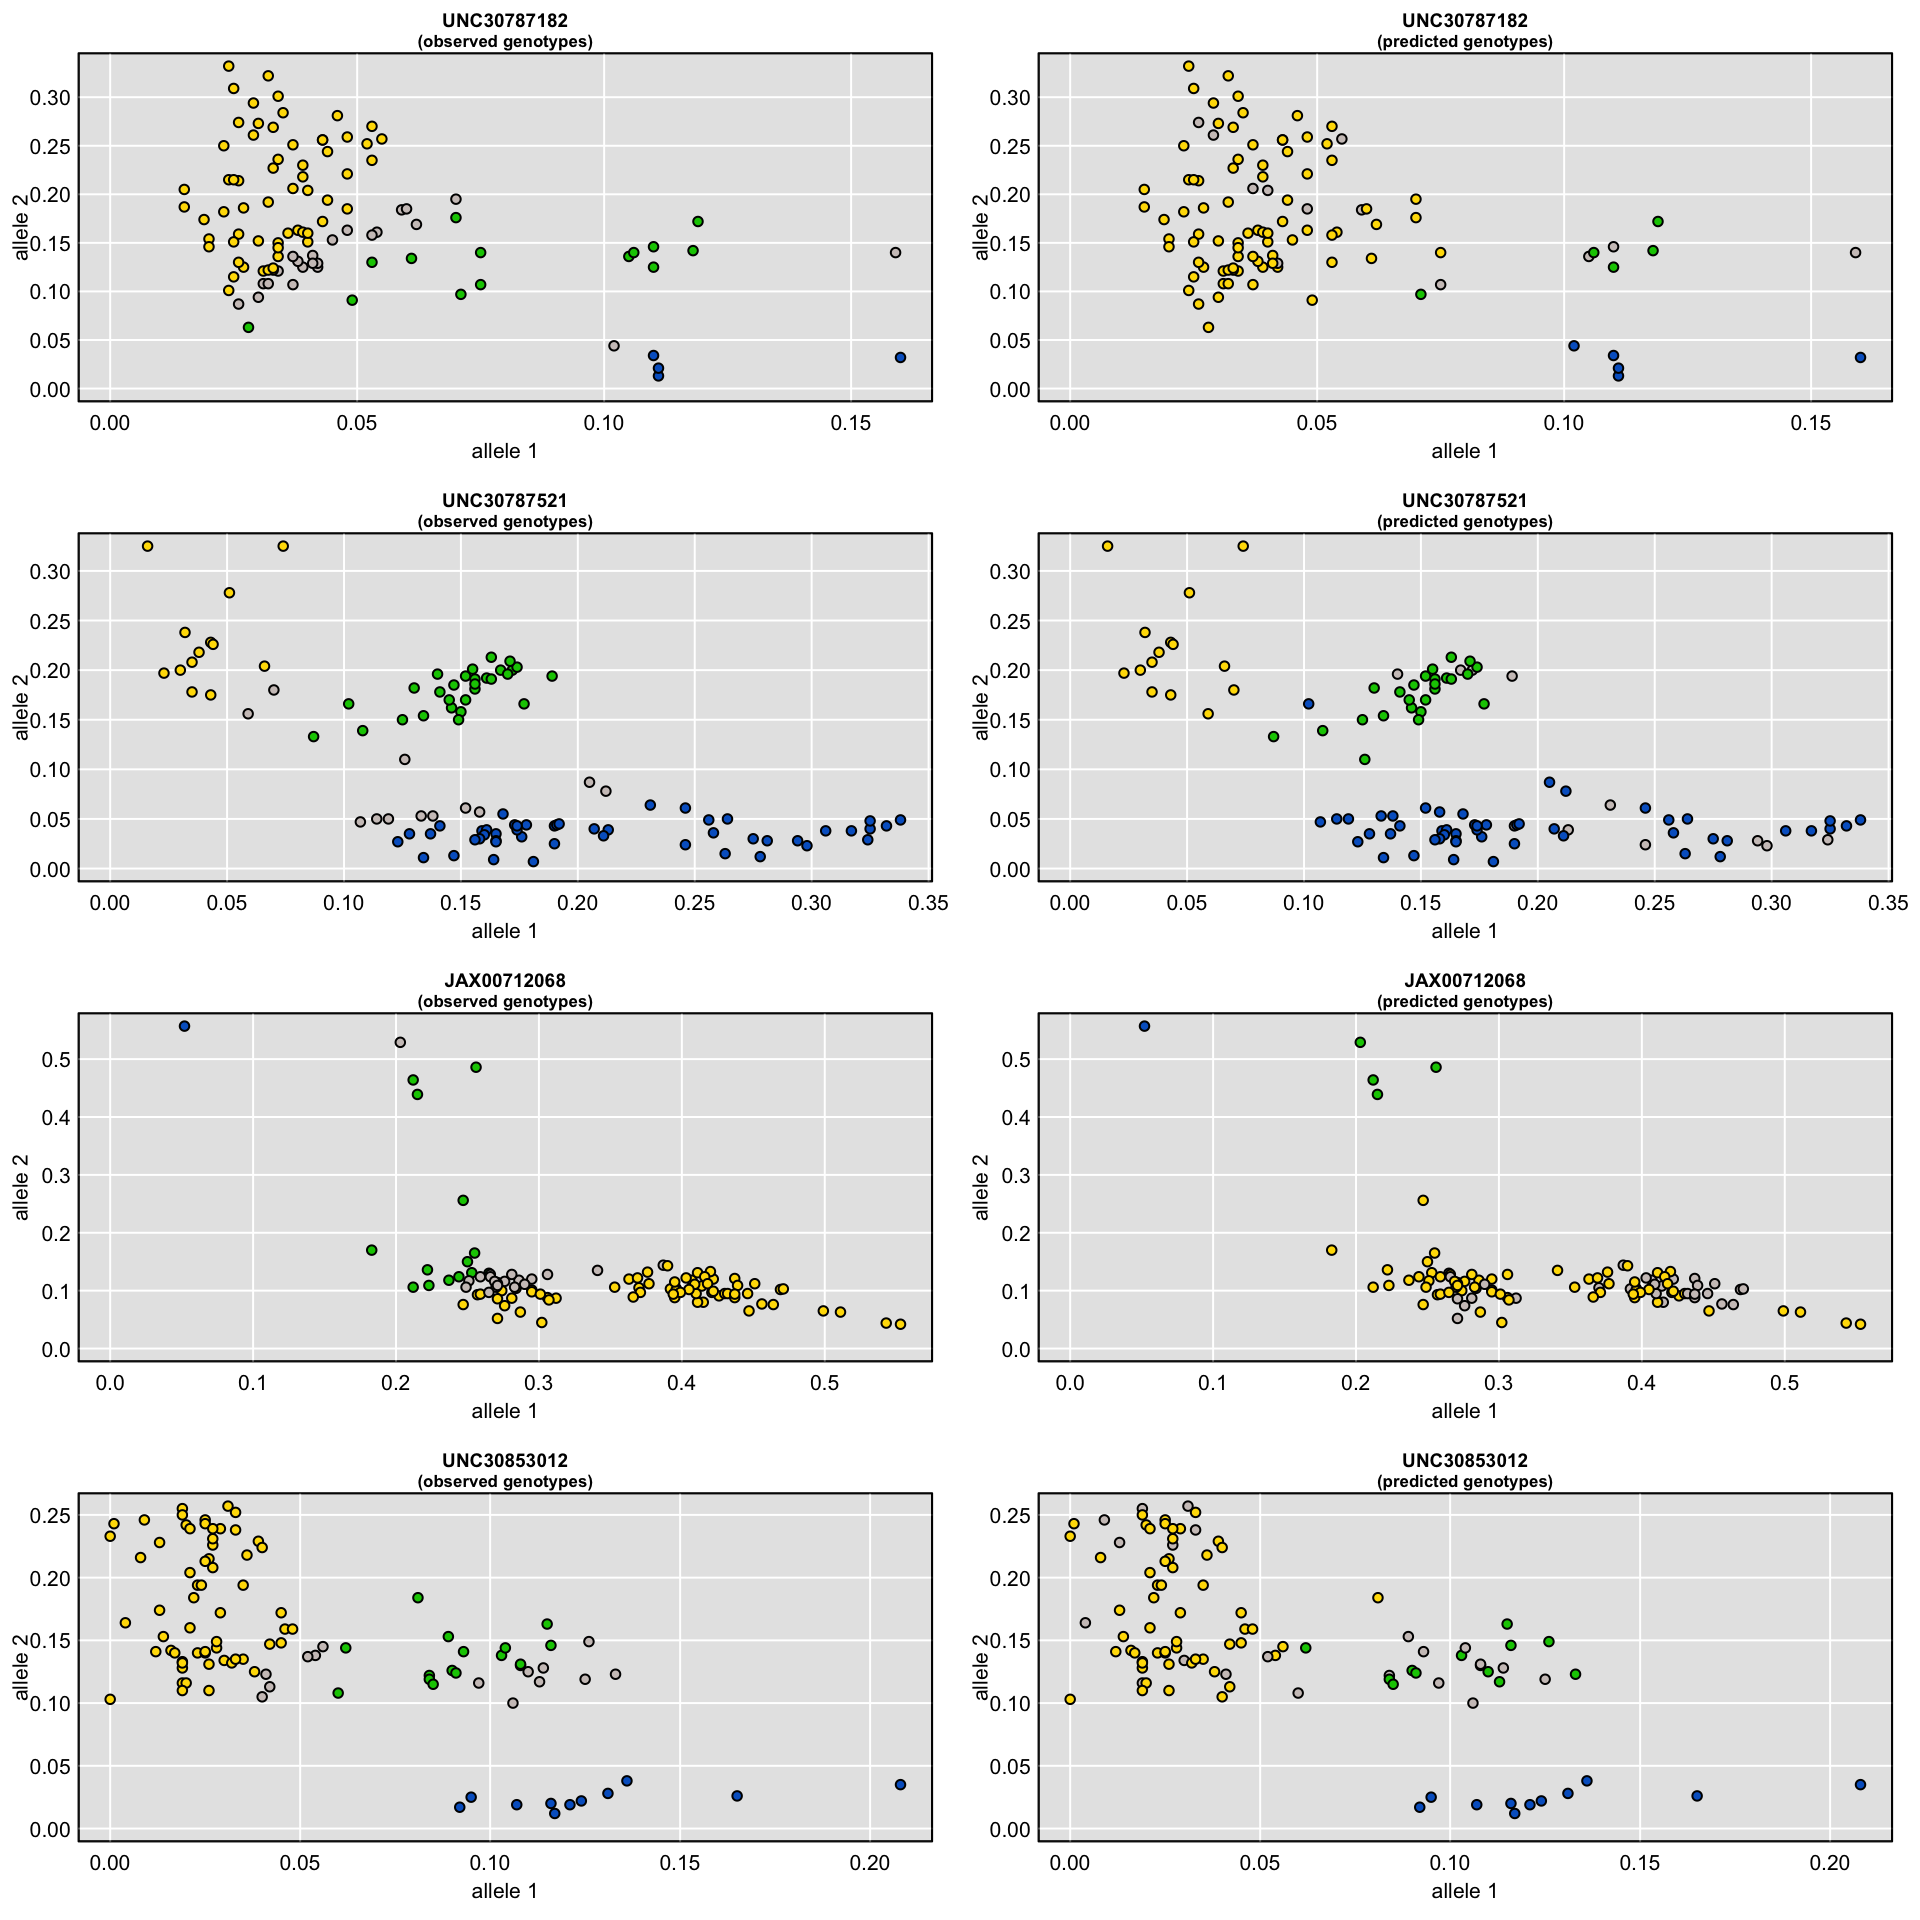 UNC30787182
(observed genotypes)
allele 2
0.30
0.25
0.20
0.15
0.10
0.05
0.00
0.00 0.05 0.10 0.15
allele 1
UNC30787182
(predicted genotypes)
allele 2
0.30
0.25
0.20
0.15
0.10
0.05
0.00
0.00 0.05 0.10 0.15
allele 1
UNC30787521
(observed genotypes)
allele 2
0.30
0.25
0.20
0.15
0.10
0.05
0.00
0.00 0.05 0.10 0.15 0.20 0.25 0.30 0.35
allele 1
UNC30787521
(predicted genotypes)
allele 2
0.30
0.25
0.20
0.15
0.10
0.05
0.00
0.00 0.05 0.10 0.15 0.20 0.25 0.30 0.35
allele 1
JAX00712068
(observed genotypes)
allele 2
0.5
0.4
0.3
0.2
0.1
0.0
0.0 0.1 0.2 0.3 0.4 0.5
allele 1
JAX00712068
(predicted genotypes)
allele 2
0.5
0.4
0.3
0.2
0.1
0.0
0.0 0.1 0.2 0.3 0.4 0.5
allele 1
UNC30853012
(observed genotypes)
allele 2
0.25
0.20
0.15
0.10
0.05
0.00
0.00 0.05 0.10 0.15 0.20
allele 1
UNC30853012
(predicted genotypes)
allele 2
0.25
0.20
0.15
0.10
0.05
0.00
0.00 0.05 0.10 0.15 0.20
allele 1